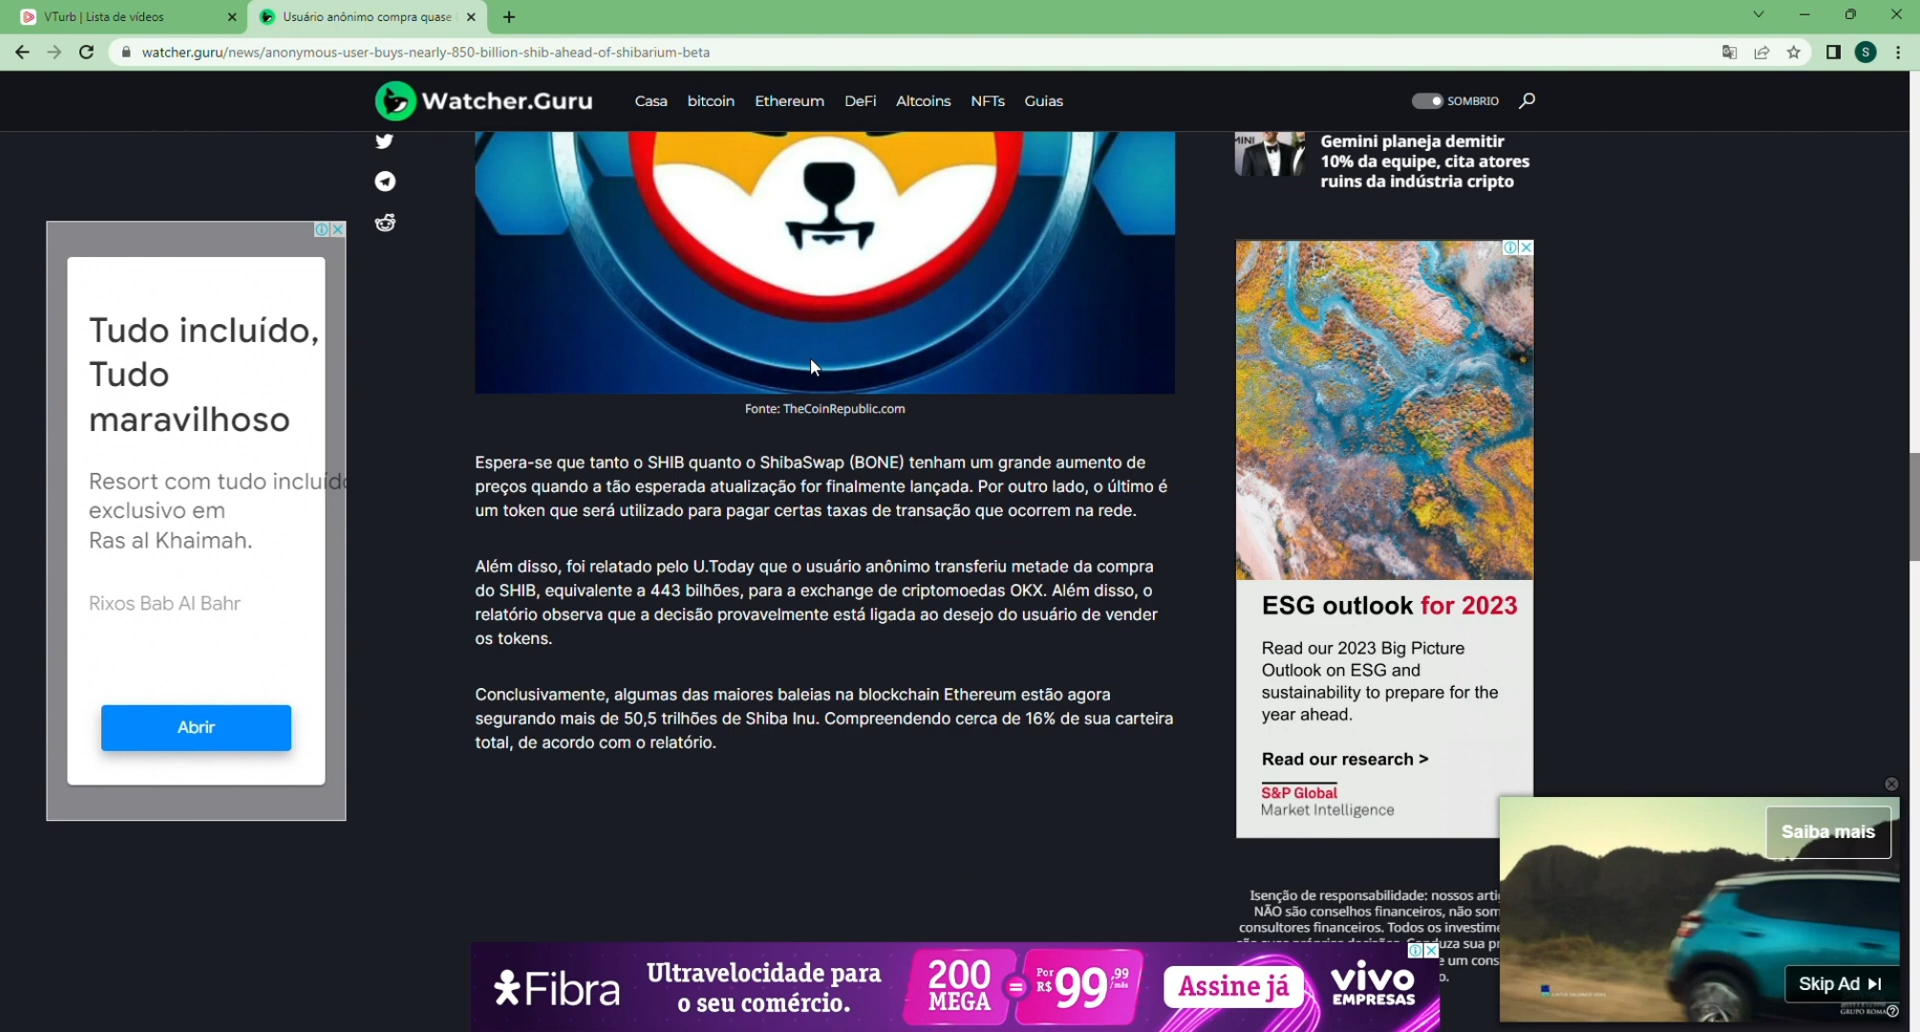 VTurb | Lista de vídeos
Usuário anônimo compra quase
watcher.guru/news/anonymous-user-buys-nearly-850-billion-shib-ahead-of-shibarium-beta
S
Watcher.Guru
Casa bitcoin Ethereum DeFi Altcoins NFTs Guias
SOMBRIO
Gemini planeja demitir
10% da equipe, cita atores
ruins da indústria cripto
Tudo incluído,
Tudo
maravilhoso
Resort com tudo incluído
exclusivo em
Ras al Khaimah.
Rixos Bab Al Bahr
Abrir
Fonte: TheCoinRepublic.com
Espera-se que tanto o SHIB quanto o ShibaSwap (BONE) tenham um grande aumento de
preços quando a tão esperada atualização for finalmente lançada. Por outro lado, o último é
um token que será utilizado para pagar certas taxas de transação que ocorrem na rede.
Além disso, foi relatado pelo U.Today que o usuário anônimo transferiu metade da compra
do SHIB, equivalente a 443 bilhões, para a exchange de criptomoedas OKX. Além disso, o
relatório observa que a decisão provavelmente está ligada ao desejo do usuário de vender
os tokens.
Conclusivamente, algumas das maiores baleias na blockchain Ethereum estão agora
segurando mais de 50,5 trilhões de Shiba Inu. Compreendendo cerca de 16% de sua carteira
total, de acordo com o relatório.
ESG outlook for 2023
Read our 2023 Big Picture
Outlook on ESG and
sustainability to prepare for the
year ahead.
Read our research >
S&P Global
Market Intelligence
Isenção de responsabilidade: nossos arti
NÃO são conselhos financeiros, não som
consultores financeiros. Todos os investime
Saiba mais
Skip Ad
GRUPO ROMA
Fibra
Ultravelocidade para
o seu comércio.
200
MEGA
=
Por
R$ 99,99
/mês
Assine já
vivo
EMPRESAS